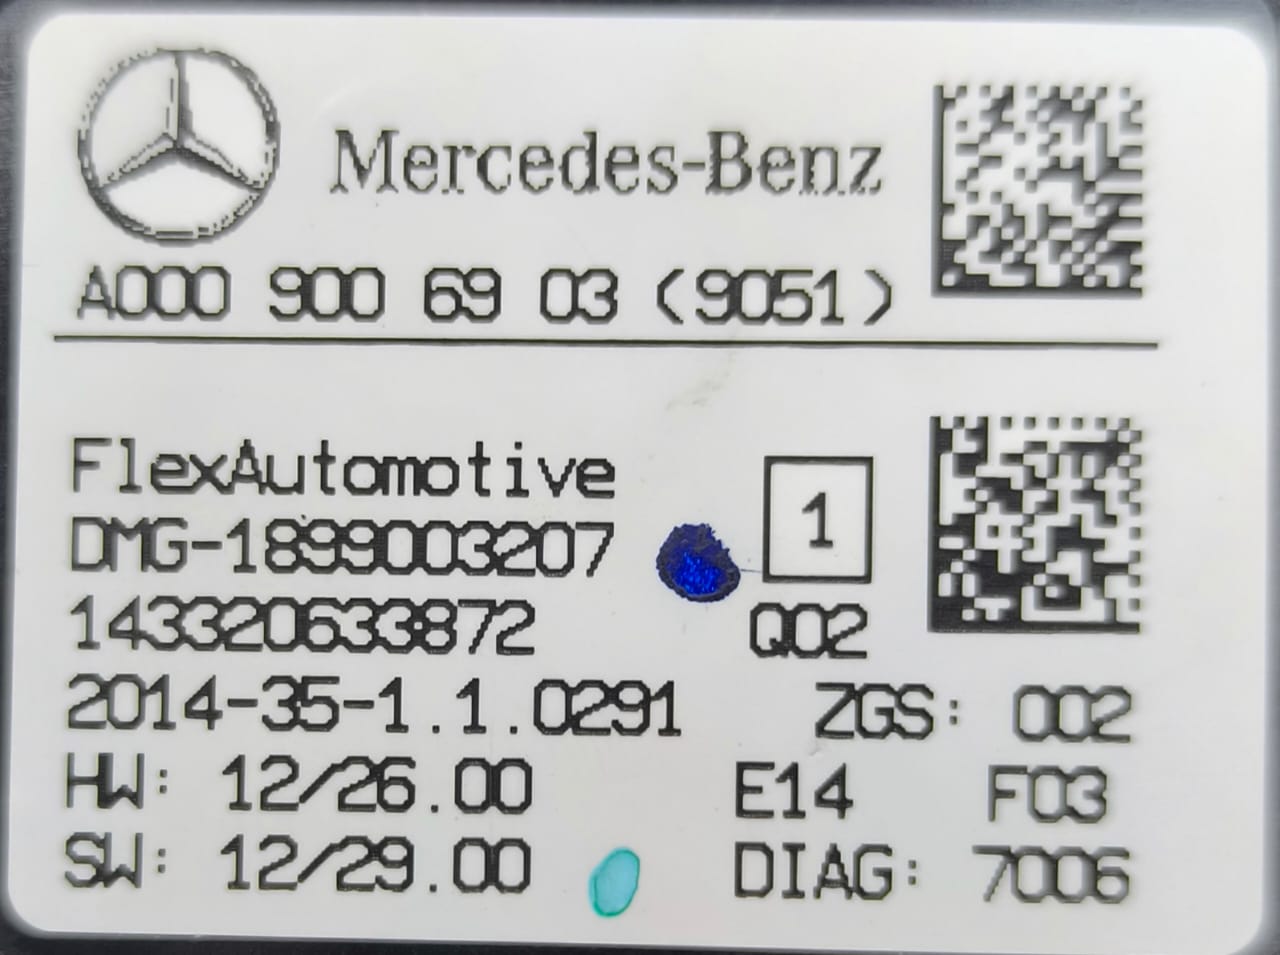 Mercedes-Benz
A000 900 69 03 (9051)
FlexAutomotive
DMG-1899003207
1
143320633872
Q02
2014-35-1.1.0291 ZGS: 002
HW: 12/26.00 E14 F03
SW: 12/29.00 DIAG: 7006